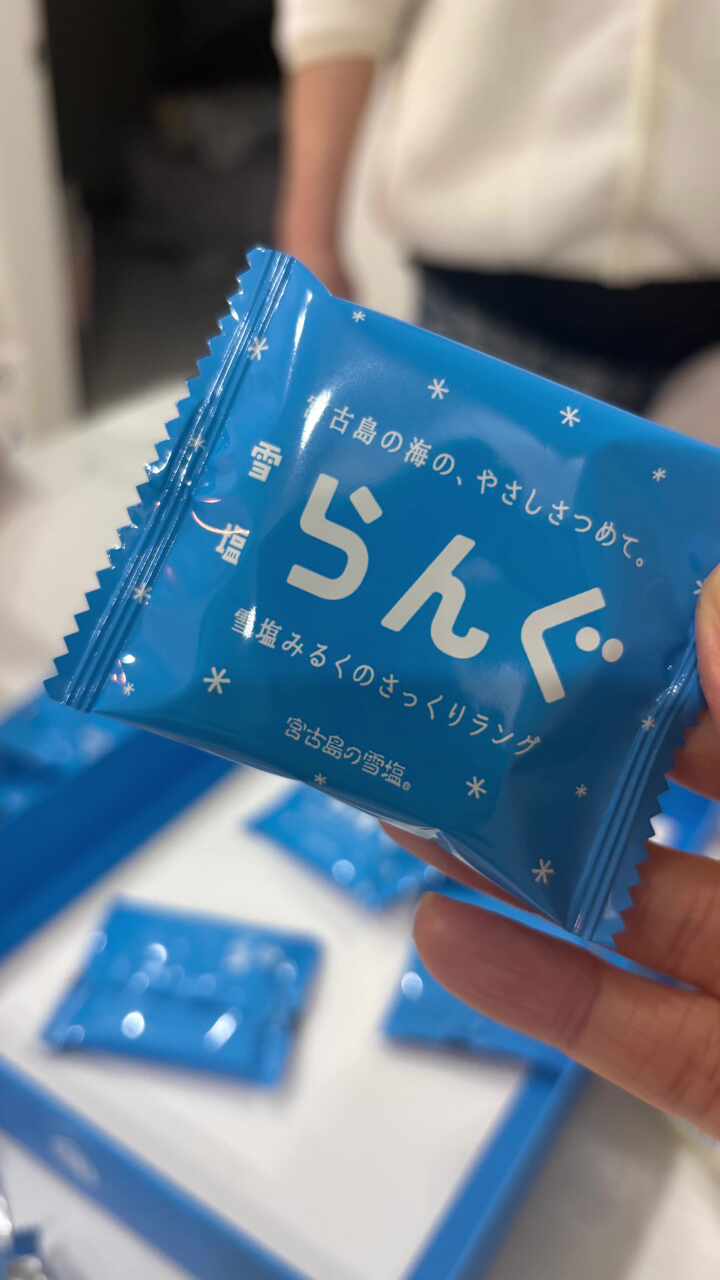 宮古島の海の、やさしさつめて。
雪塩
らんぐ
雪塩みるくのさっくりラング
宮古島の雪塩。